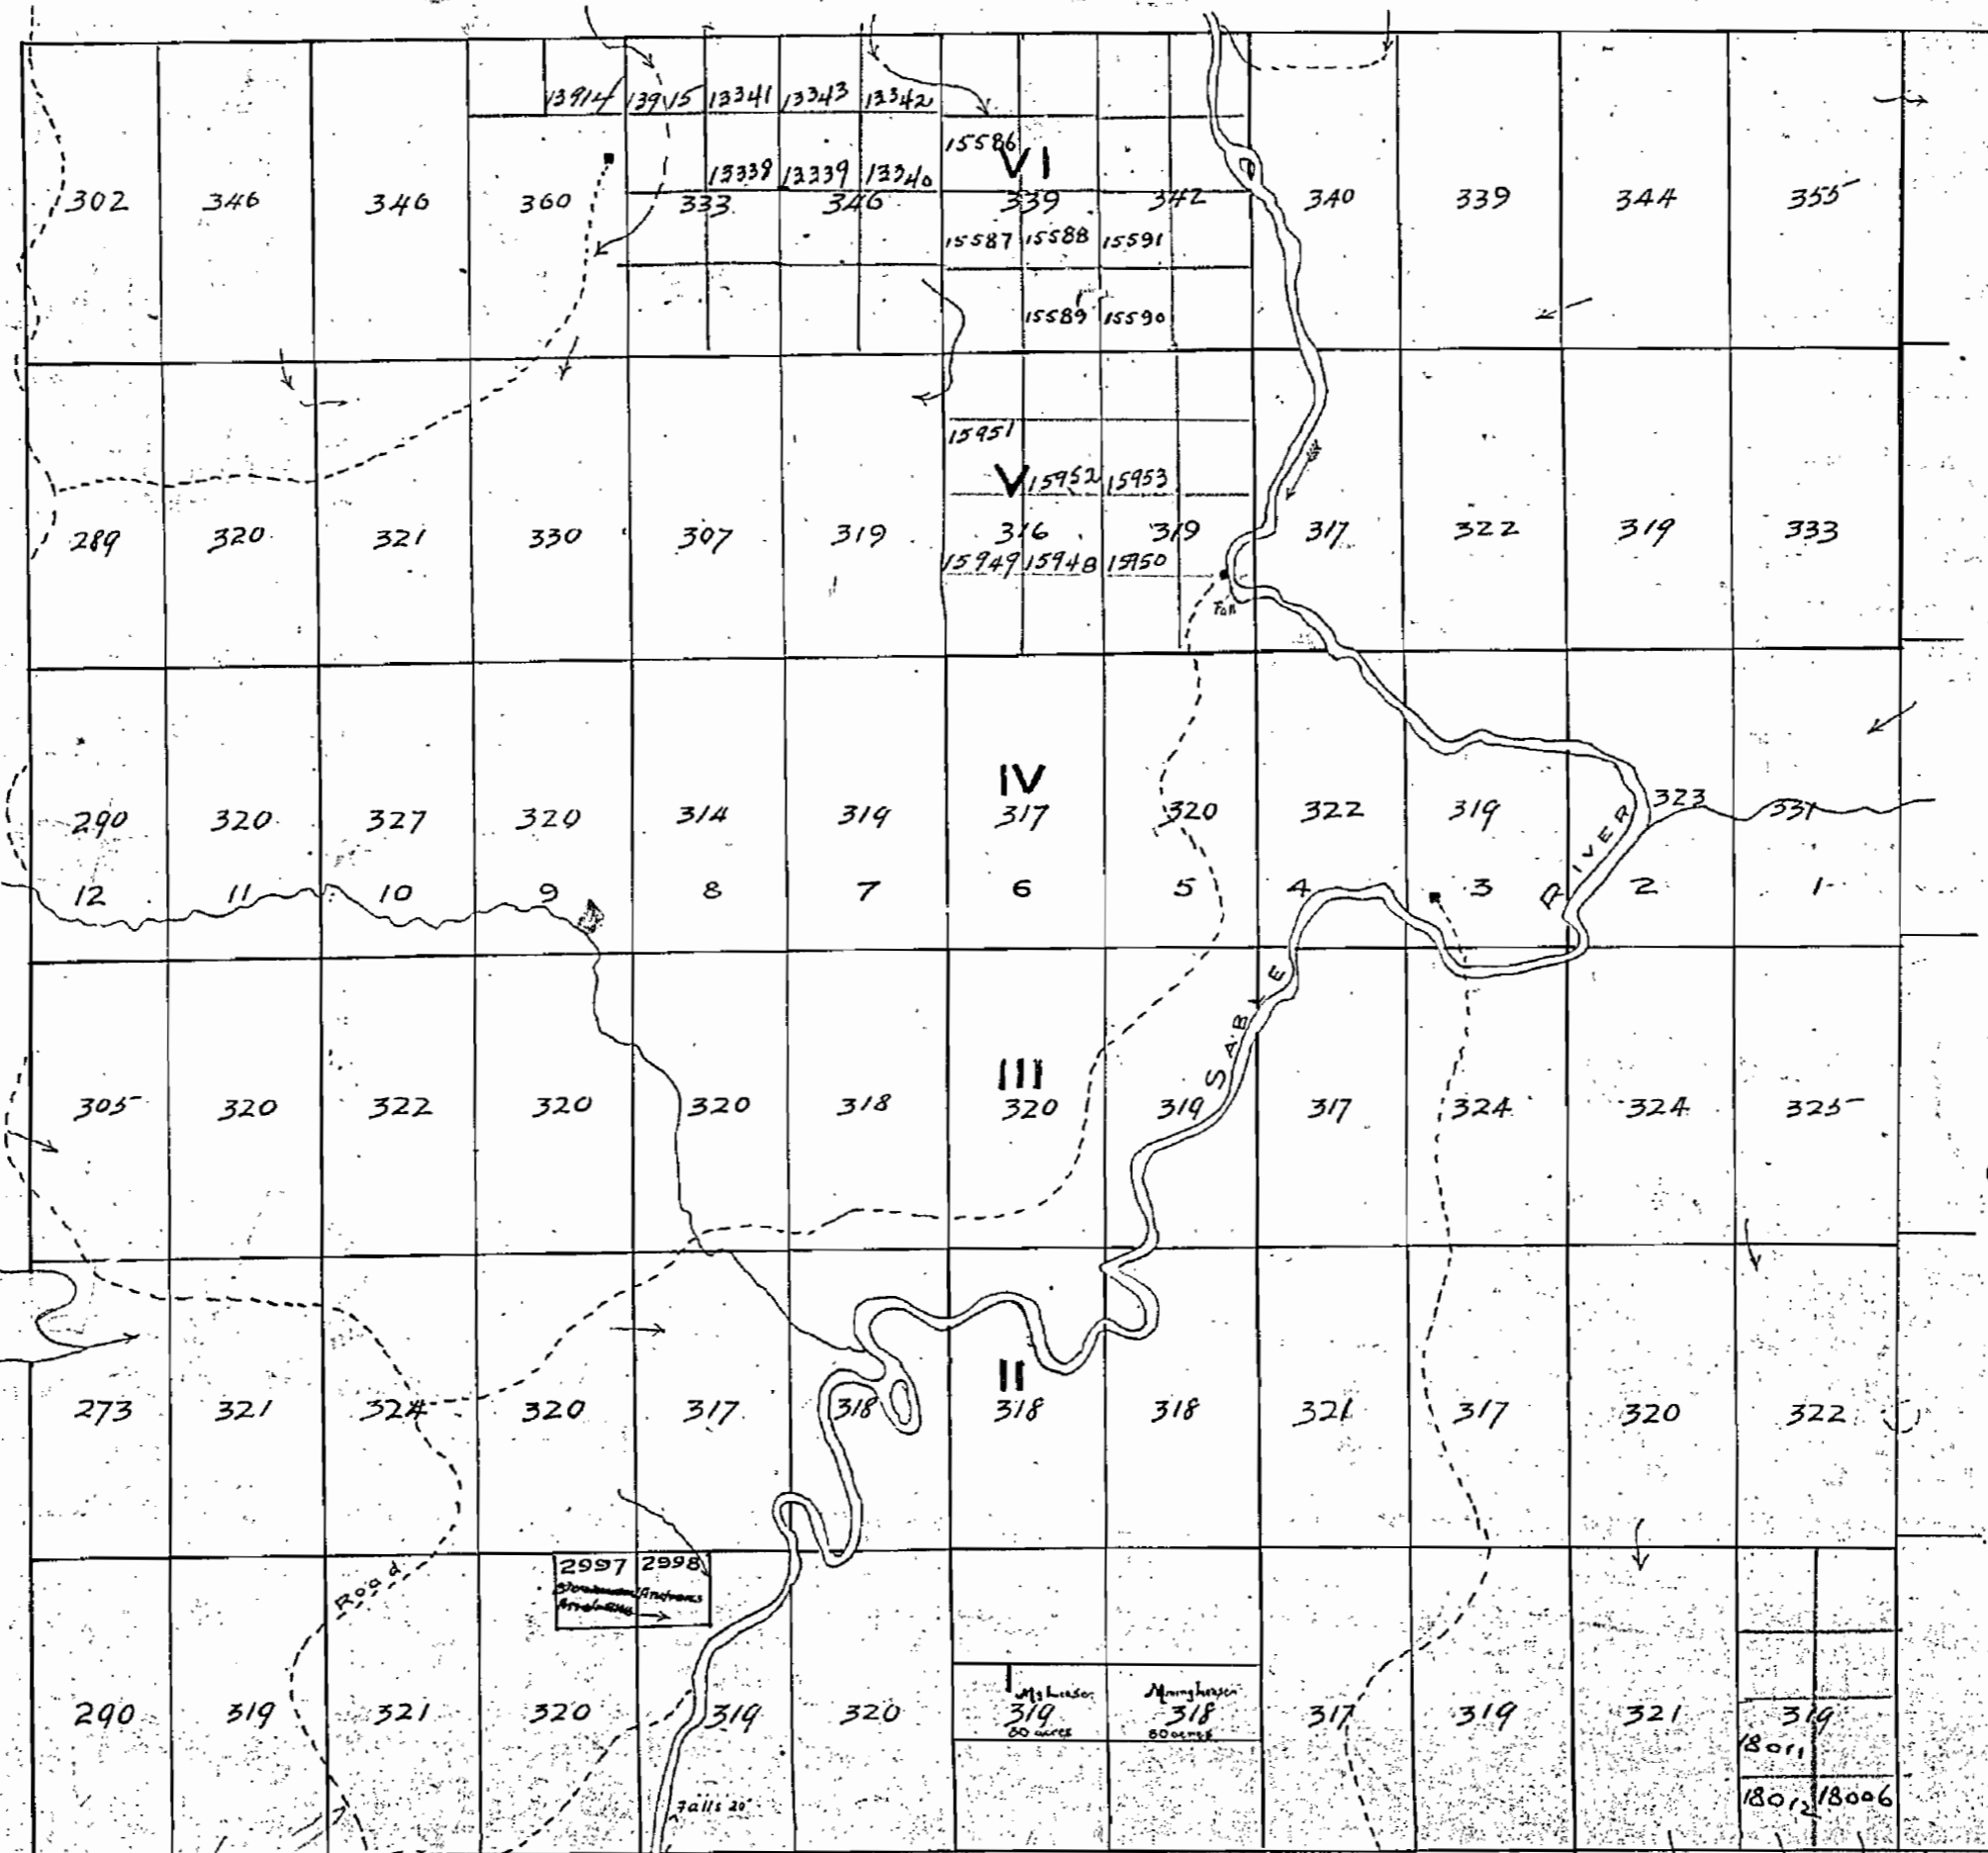 13914 13915 13341 13343 13342
15586
13338 13339 13340
VI
302 346 346 360 333 346 339 342 340 339 344 355
15587 15588 15591
15589 15590
15951
V 15952 15953
289 320 321 330 307 319 316 319 317 322 319 333
15949 15948 15950
Fall
IV
290 320 327 320 314 319 317 320 322 319 323 331
12 11 10 9 8 7 6 5 4 3 2 1
SABLE RIVER
III
305 320 322 320 320 318 320 319 317 324 324 325
II
273 321 324 320 317 318 318 318 321 317 320 322
2997 2998
Road
Andrews
I
290 319 321 320 319 320 319 318 317 319 321 319
80 acres 80 acres
18011
Falls 20'
18012 18006